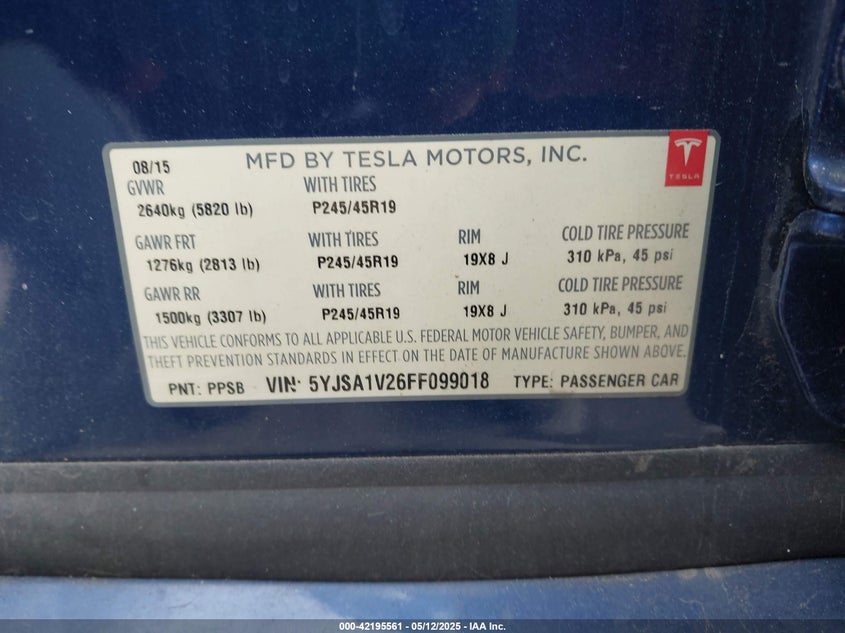 08/15 MFD BY TESLA MOTORS, INC. TESLA
GVWR WITH TIRES
2640kg (5820 lb) P245/45R19
GAWR FRT WITH TIRES RIM COLD TIRE PRESSURE
1276kg (2813 lb) P245/45R19 19X8 J 310 kPa, 45 psi
GAWR RR WITH TIRES RIM COLD TIRE PRESSURE
1500kg (3307 lb) P245/45R19 19X8 J 310 kPa, 45 psi
THIS VEHICLE CONFORMS TO ALL APPLICABLE U.S. FEDERAL MOTOR VEHICLE SAFETY, BUMPER, AND
THEFT PREVENTION STANDARDS IN EFFECT ON THE DATE OF MANUFACTURE SHOWN ABOVE.
PNT: PPSB VIN: 5YJSA1V26FF099018 TYPE: PASSENGER CAR
000-42195561 - 05/12/2025 - IAA Inc.